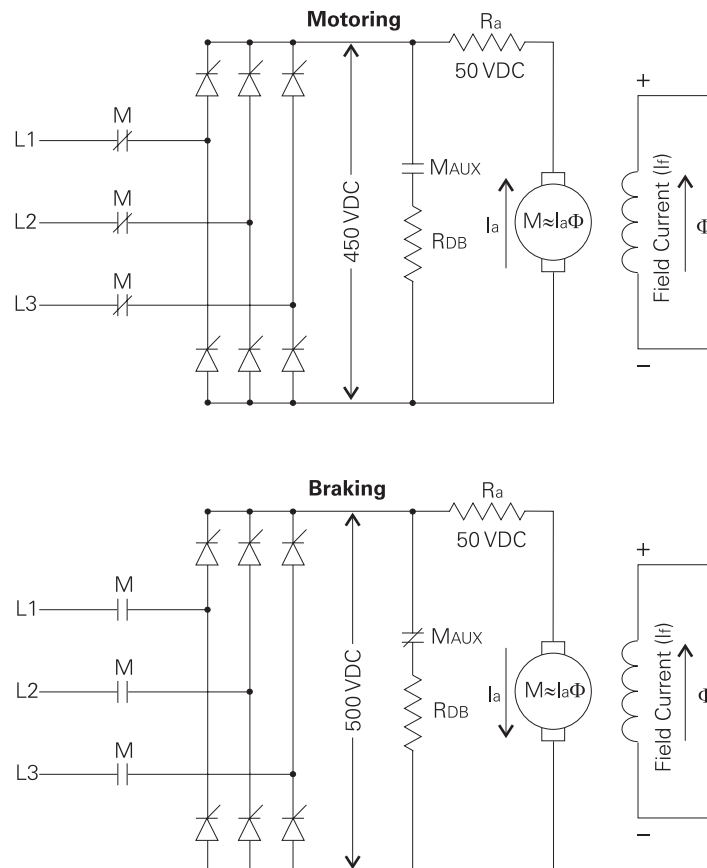 Motoring
Ra
50 VDC
M
L1
M
L2
M
L3
450 VDC
MAUX
RDB
Ia
M≈IaΦ
+
Field Current (If)
Φ
–
Braking
Ra
50 VDC
M
L1
M
L2
M
L3
500 VDC
MAUX
RDB
Ia
M≈IaΦ
+
Field Current (If)
Φ
–